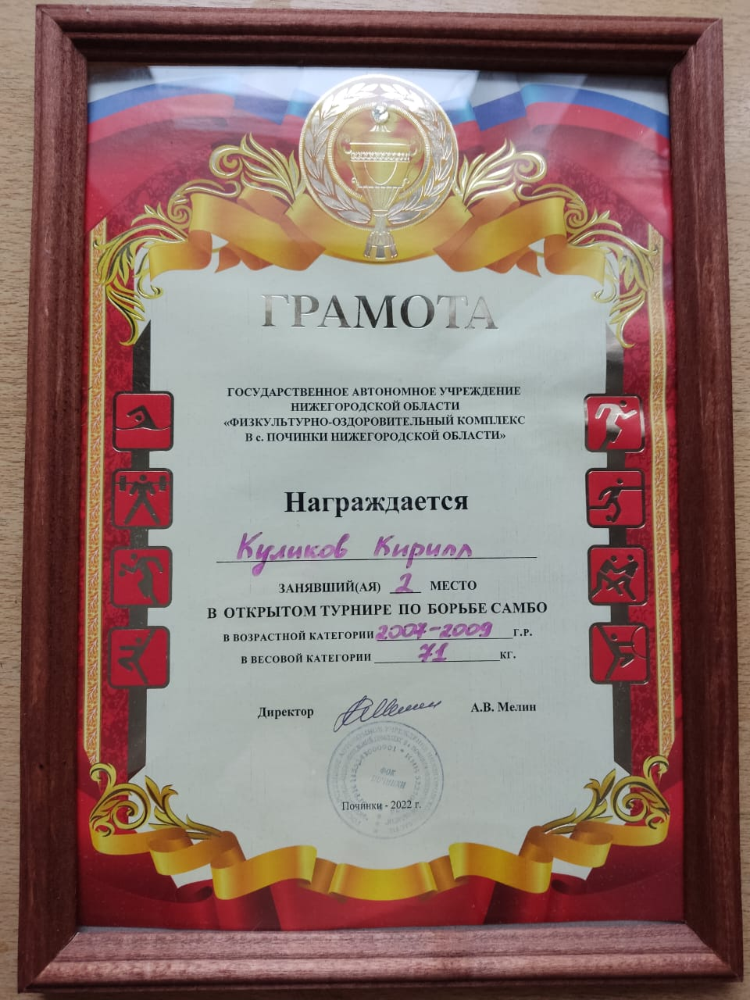 ГРАМОТА
ГОСУДАРСТВЕННОЕ АВТОНОМНОЕ УЧРЕЖДЕНИЕ
НИЖЕГОРОДСКОЙ ОБЛАСТИ
«ФИЗКУЛЬТУРНО-ОЗДОРОВИТЕЛЬНЫЙ КОМПЛЕКС
В с. ПОЧИНКИ НИЖЕГОРОДСКОЙ ОБЛАСТИ»
Награждается
Куликов Кирилл
ЗАНЯВШИЙ(АЯ) 2 МЕСТО
В ОТКРЫТОМ ТУРНИРЕ ПО БОРЬБЕ САМБО
В ВОЗРАСТНОЙ КАТЕГОРИИ 2007-2009 Г.Р.
В ВЕСОВОЙ КАТЕГОРИИ 71 КГ.
Директор А.В. Мелин
ФОК
ПОЧИНКИ
Починки - 2022 г.